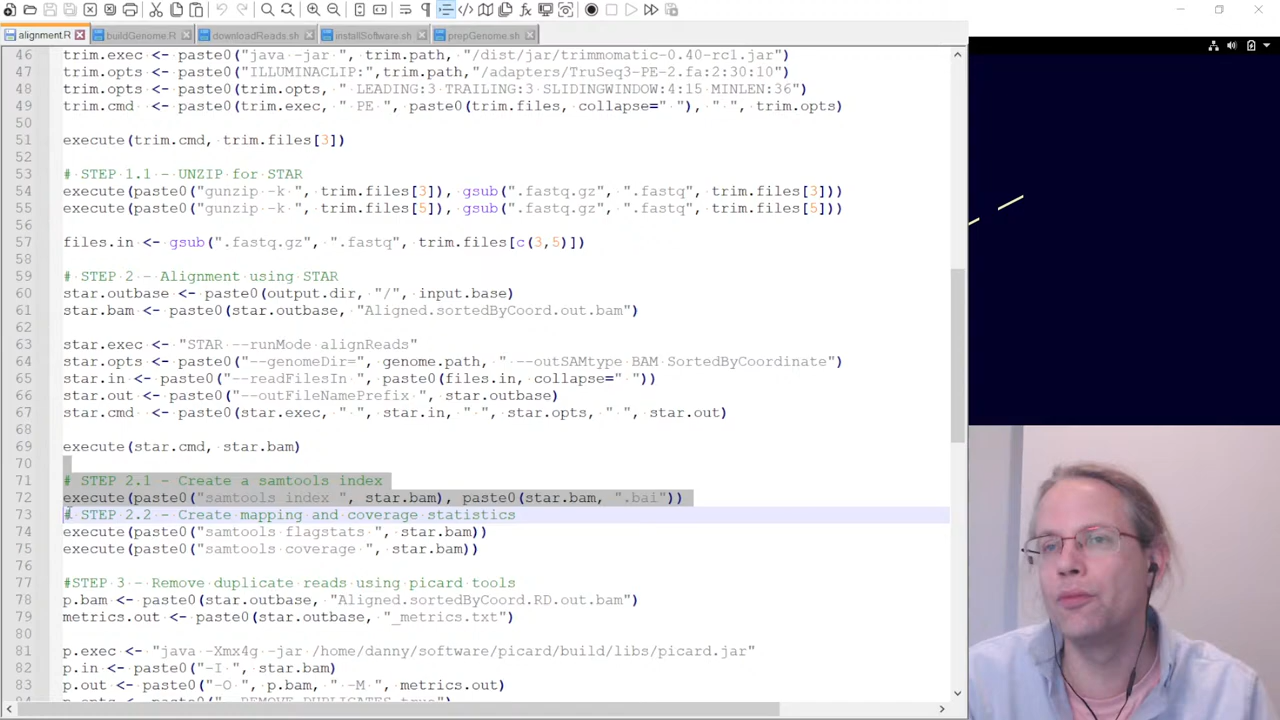 alignment.R buildGenome.R downloadReads.sh installSoftware.sh prepGenome.sh
46 trim.exec <- paste0("java -jar ", trim.path, "/dist/jar/trimmomatic-0.40-rc1.jar")
47 trim.opts <- paste0("ILLUMINACLIP:",trim.path,"/adapters/TruSeq3-PE-2.fa:2:30:10")
48 trim.opts <- paste0(trim.opts, " LEADING:3 TRAILING:3 SLIDINGWINDOW:4:15 MINLEN:36")
49 trim.cmd <- paste0(trim.exec, " PE ", paste0(trim.files, collapse=" "), " ", trim.opts)
50
51 execute(trim.cmd, trim.files[3])
52
53 # STEP 1.1 - UNZIP for STAR
54 execute(paste0("gunzip -k ", trim.files[3]), gsub(".fastq.gz", ".fastq", trim.files[3]))
55 execute(paste0("gunzip -k ", trim.files[5]), gsub(".fastq.gz", ".fastq", trim.files[5]))
56
57 files.in <- gsub(".fastq.gz", ".fastq", trim.files[c(3,5)])
58
59 # STEP 2 - Alignment using STAR
60 star.outbase <- paste0(output.dir, "/", input.base)
61 star.bam <- paste0(star.outbase, "Aligned.sortedByCoord.out.bam")
62
63 star.exec <- "STAR --runMode alignReads"
64 star.opts <- paste0("--genomeDir=", genome.path, " --outSAMtype BAM SortedByCoordinate")
65 star.in <- paste0("--readFilesIn ", paste0(files.in, collapse=" "))
66 star.out <- paste0("--outFileNamePrefix ", star.outbase)
67 star.cmd <- paste0(star.exec, " ", star.in, " ", star.opts, " ", star.out)
68
69 execute(star.cmd, star.bam)
70
71 # STEP 2.1 - Create a samtools index
72 execute(paste0("samtools index ", star.bam), paste0(star.bam, ".bai"))
73 # STEP 2.2 - Create mapping and coverage statistics
74 execute(paste0("samtools flagstats ", star.bam))
75 execute(paste0("samtools coverage ", star.bam))
76
77 #STEP 3 - Remove duplicate reads using picard tools
78 p.bam <- paste0(star.outbase, "Aligned.sortedByCoord.RD.out.bam")
79 metrics.out <- paste0(star.outbase, "_metrics.txt")
80
81 p.exec <- "java -Xmx4g -jar /home/danny/software/picard/build/libs/picard.jar"
82 p.in <- paste0("-I ", star.bam)
83 p.out <- paste0("-O ", p.bam, " -M ", metrics.out)